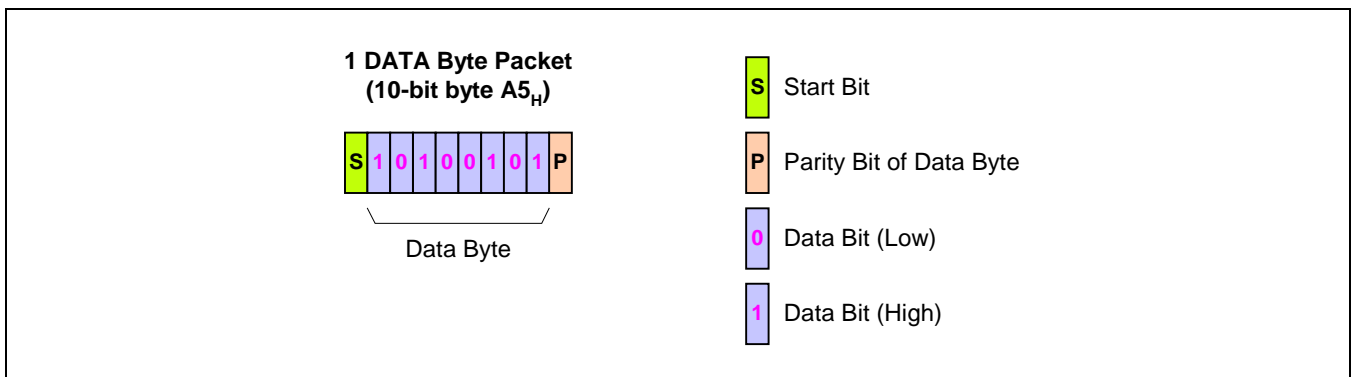 1 DATA Byte Packet
(10-bit byte A5H)
S 1 0 1 0 0 1 0 1 P
Data Byte
S Start Bit
P Parity Bit of Data Byte
0 Data Bit (Low)
1 Data Bit (High)